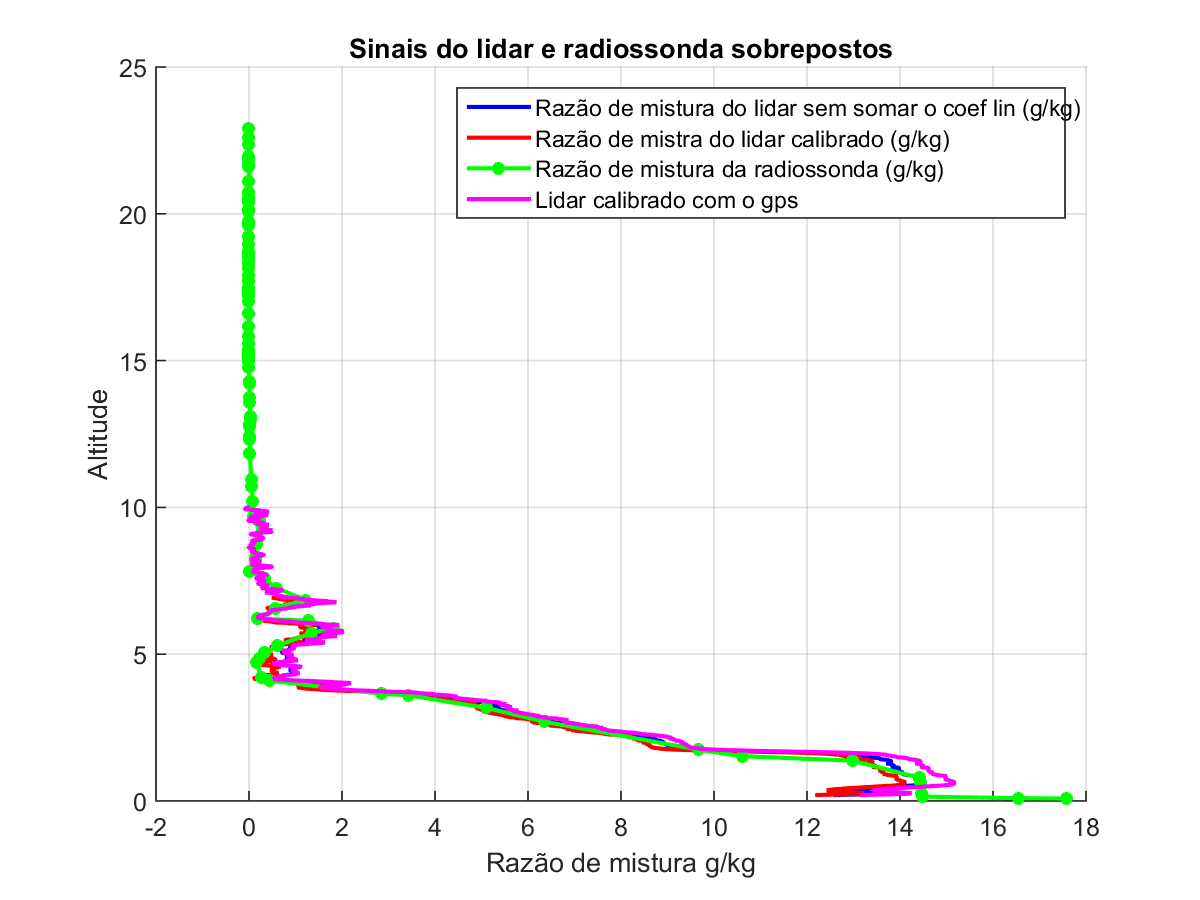 Sinais do lidar e radiossonda sobrepostos
25
20
15
10
5
0
Altitude
Razão de mistura do lidar sem somar o coef lin (g/kg)
Razão de mistra do lidar calibrado (g/kg)
Razão de mistura da radiossonda (g/kg)
Lidar calibrado com o gps
-2 0 2 4 6 8 10 12 14 16 18
Razão de mistura g/kg